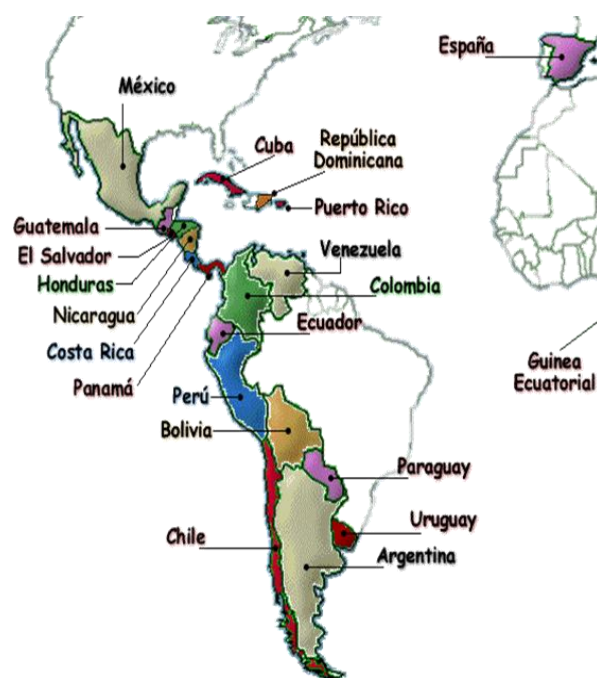 España
México
Cuba
República
Dominicana
Puerto Rico
Guatemala
El Salvador
Venezuela
Honduras
Colombia
Nicaragua
Ecuador
Costa Rica
Guinea
Ecuatorial
Panamá
Perú
Bolivia
Paraguay
Uruguay
Chile
Argentina